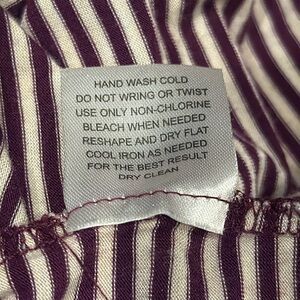 HAND WASH COLD
DO NOT WRING OR TWIST
USE ONLY NON-CHLORINE
BLEACH WHEN NEEDED
RESHAPE AND DRY FLAT
COOL IRON AS NEEDED
FOR THE BEST RESULT
DRY CLEAN